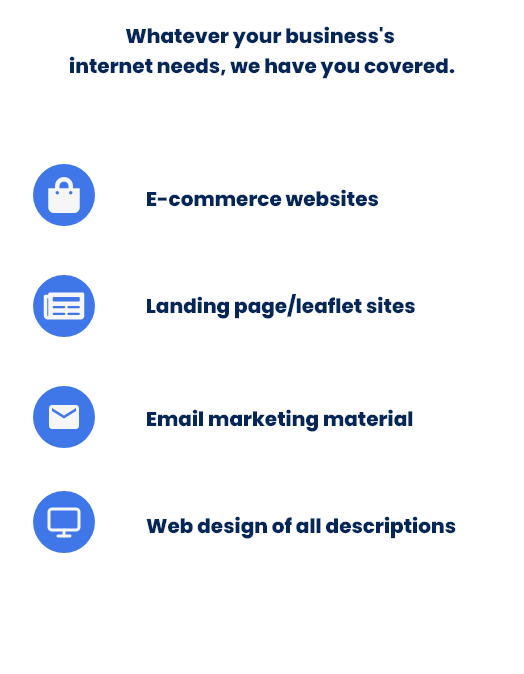 Whatever your business's
internet needs, we have you covered.
E-commerce websites
Landing page/leaflet sites
Email marketing material
Web design of all descriptions